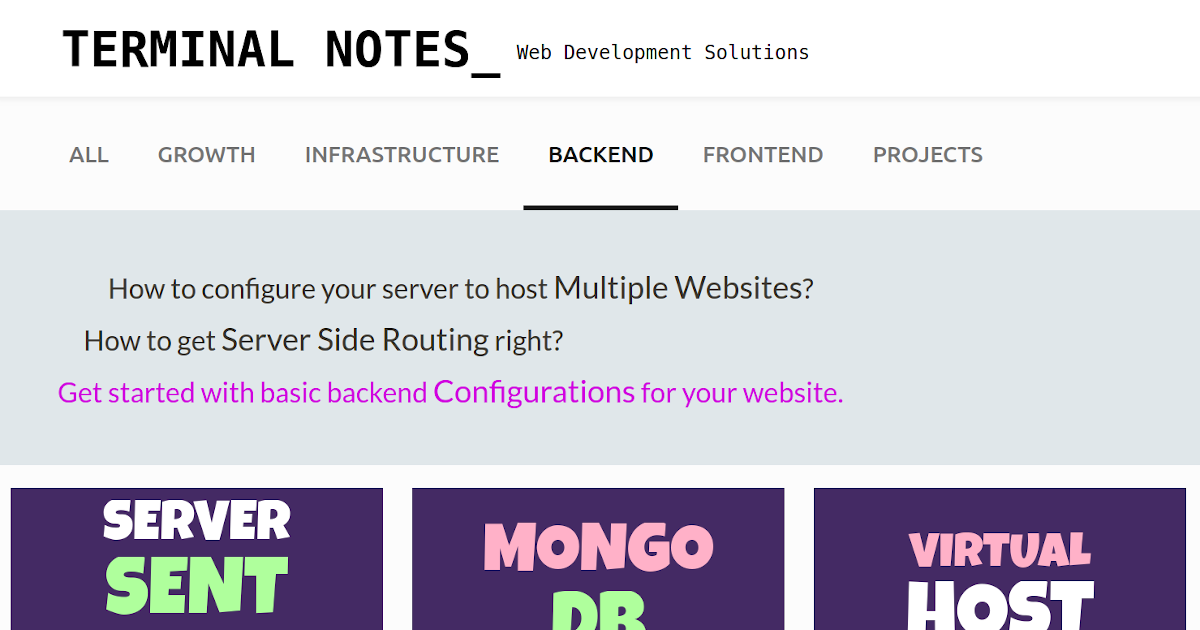 TERMINAL NOTES_ Web Development Solutions
ALL GROWTH INFRASTRUCTURE BACKEND FRONTEND PROJECTS
How to configure your server to host Multiple Websites?
How to get Server Side Routing right?
Get started with basic backend Configurations for your website.
SERVER
SENT
MONGO
DB
VIRTUAL
HOST